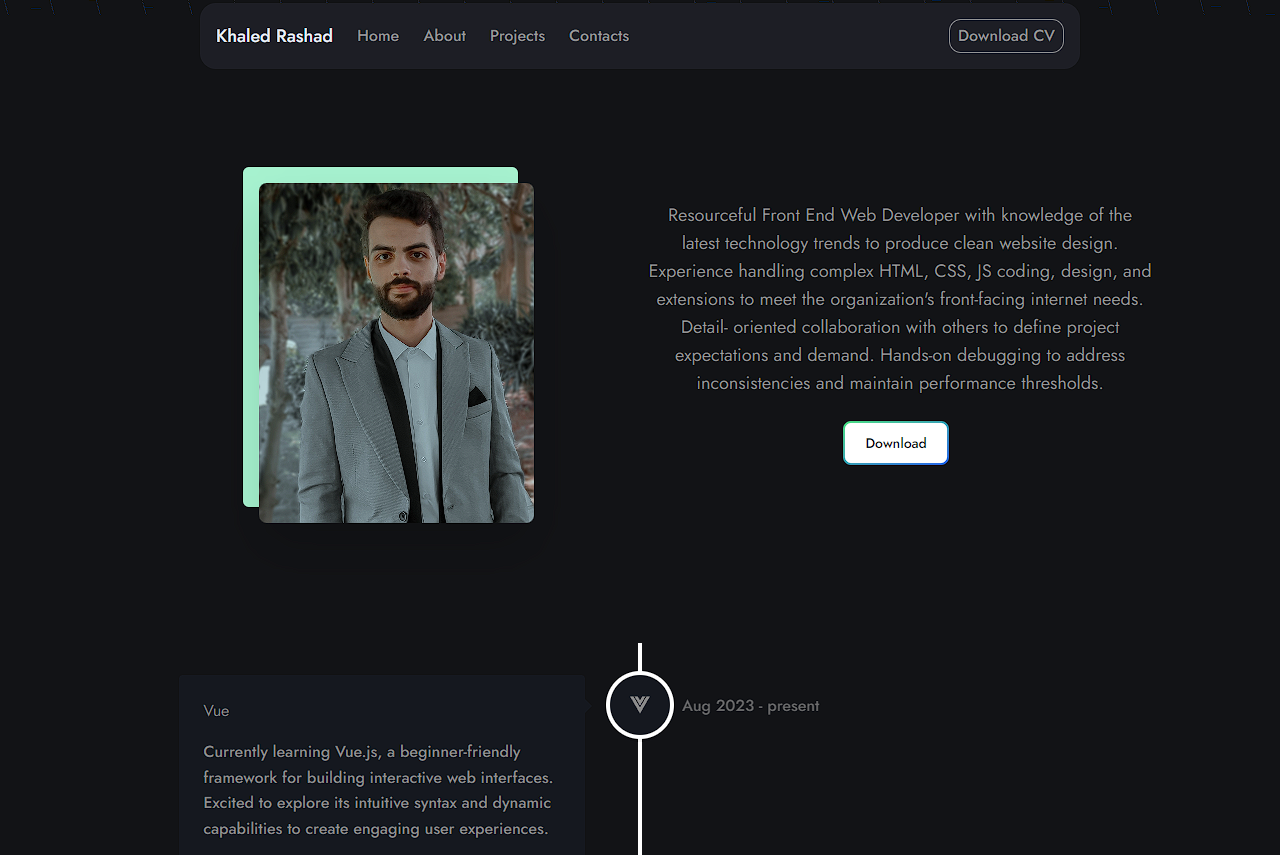 Khaled Rashad Home About Projects Contacts Download CV
Resourceful Front End Web Developer with knowledge of the
latest technology trends to produce clean website design.
Experience handling complex HTML, CSS, JS coding, design, and
extensions to meet the organization's front-facing internet needs.
Detail- oriented collaboration with others to define project
expectations and demand. Hands-on debugging to address
inconsistencies and maintain performance thresholds.
Download
Vue
Aug 2023 - present
Currently learning Vue.js, a beginner-friendly
framework for building interactive web interfaces.
Excited to explore its intuitive syntax and dynamic
capabilities to create engaging user experiences.